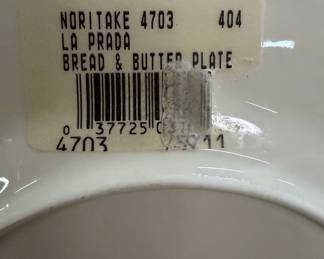 NORITAKE 4703 404
LA PRADA
BREAD & BUTTER PLATE
0 37725
4703